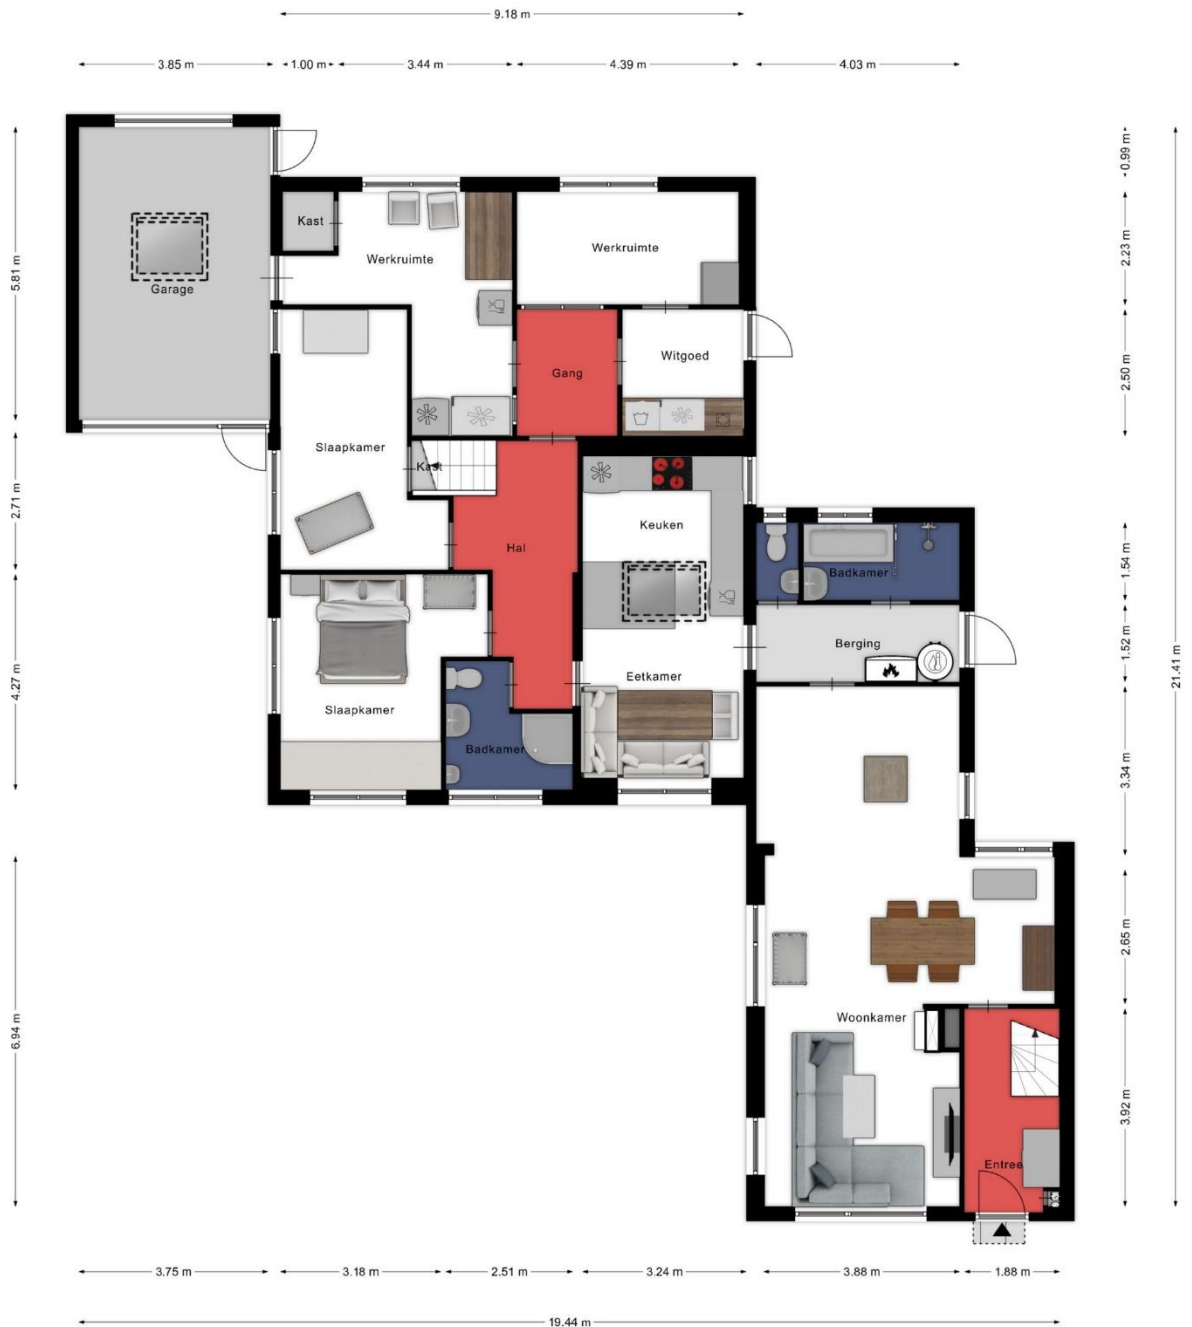 9.18 m
3.85 m
1.00 m
3.44 m
4.39 m
4.03 m
0.99 m
Kast
2.23 m
Werkruimte
Werkruimte
5.81 m
Garage
Witgoed
2.50 m
Gang
Slaapkamer
Kast
2.71 m
Keuken
Hal
1.54 m
Badkamer
Berging
1.52 m
21.41 m
4.27 m
Eetkamer
Slaapkamer
Badkamer
3.34 m
2.65 m
Woonkamer
6.94 m
3.92 m
Entree
3.75 m
3.18 m
2.51 m
3.24 m
3.88 m
1.88 m
19.44 m